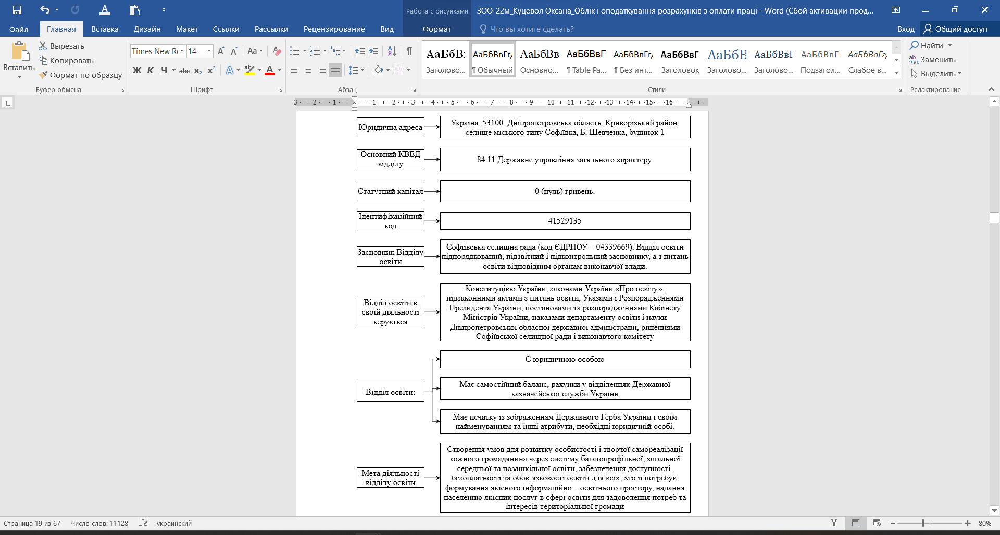 Работа с рисунками
ЗОО-22м_Куцевол Оксана_Облік і оподаткування розрахунків з оплати праці - Word (Сбой активации прод...
Файл
Главная
Вставка
Дизайн
Макет
Ссылки
Рассылки
Рецензирование
Вид
Формат
Что вы хотите сделать?
Вход
Общий доступ
Вставить
Вырезать
Копировать
Формат по образцу
Буфер обмена
Times New Ro
14
Aa
Ж К Ч abc x₂ x²
Шрифт
Абзац
АаБбВ
АаБбВвГг,
АаБбВв
АаБбВвГ
АаБбВвГг,
АаБбВвГ
АаБбВ
АаБбВвГ
АаБбВвГг
АаБбВвГг,
Заголово...
¶ Обычный
Основно...
¶ Table Pa...
¶ Без инт...
Заголовок
Заголово...
Заголово...
Подзагол...
Слабое в...
Стили
Найти
Заменить
Выделить
Редактирование
3 2 1 1 2 3 4 5 6 7 8 9 10 11 12 13 14 15 16
Юридична адреса
Україна, 53100, Дніпропетровська область, Криворізький район,
селище міського типу Софіївка, Б. Шевченка, будинок 1
Основний КВЕД
відділу
84.11 Державне управління загального характеру.
Статутний капітал
0 (нуль) гривень.
Ідентифікаційний
код
41529135
Засновник Відділу
освіти
Софіївська селищна рада (код ЄДРПОУ – 04339669). Відділ освіти
підпорядкований, підзвітний і підконтрольний засновнику, а з питань
освіти відповідним органам виконавчої влади.
Відділ освіти в
своїй діяльності
керується
Конституцією України, законами України «Про освіту»,
підзаконними актами з питань освіти, Указами і Розпорядженнями
Президента України, постановами та розпорядженнями Кабінету
Міністрів України, наказами департаменту освіти і науки
Дніпропетровської обласної державної адміністрації, рішеннями
Софіївської селищної ради і виконавчого комітету
Відділ освіти:
Є юридичною особою
Має самостійний баланс, рахунки у відділеннях Державної
казначейської служби України
Має печатку із зображенням Державного Герба України і своїм
найменуванням та інші атрибути, необхідні юридичній особі.
Мета діяльності
відділу освіти
Створення умов для розвитку особистості і творчої самореалізації
кожного громадянина через систему багатопрофільної, загальної
середньої та позашкільної освіти, забезпечення доступності,
безоплатності та обов’язковості освіти для всіх, хто її потребує,
формування якісного інформаційно – освітнього простору, надання
населенню якісних послуг в сфері освіти для задоволення потреб та
інтересів територіальної громади
Страница 19 из 67
Число слов: 11128
украинский
80%